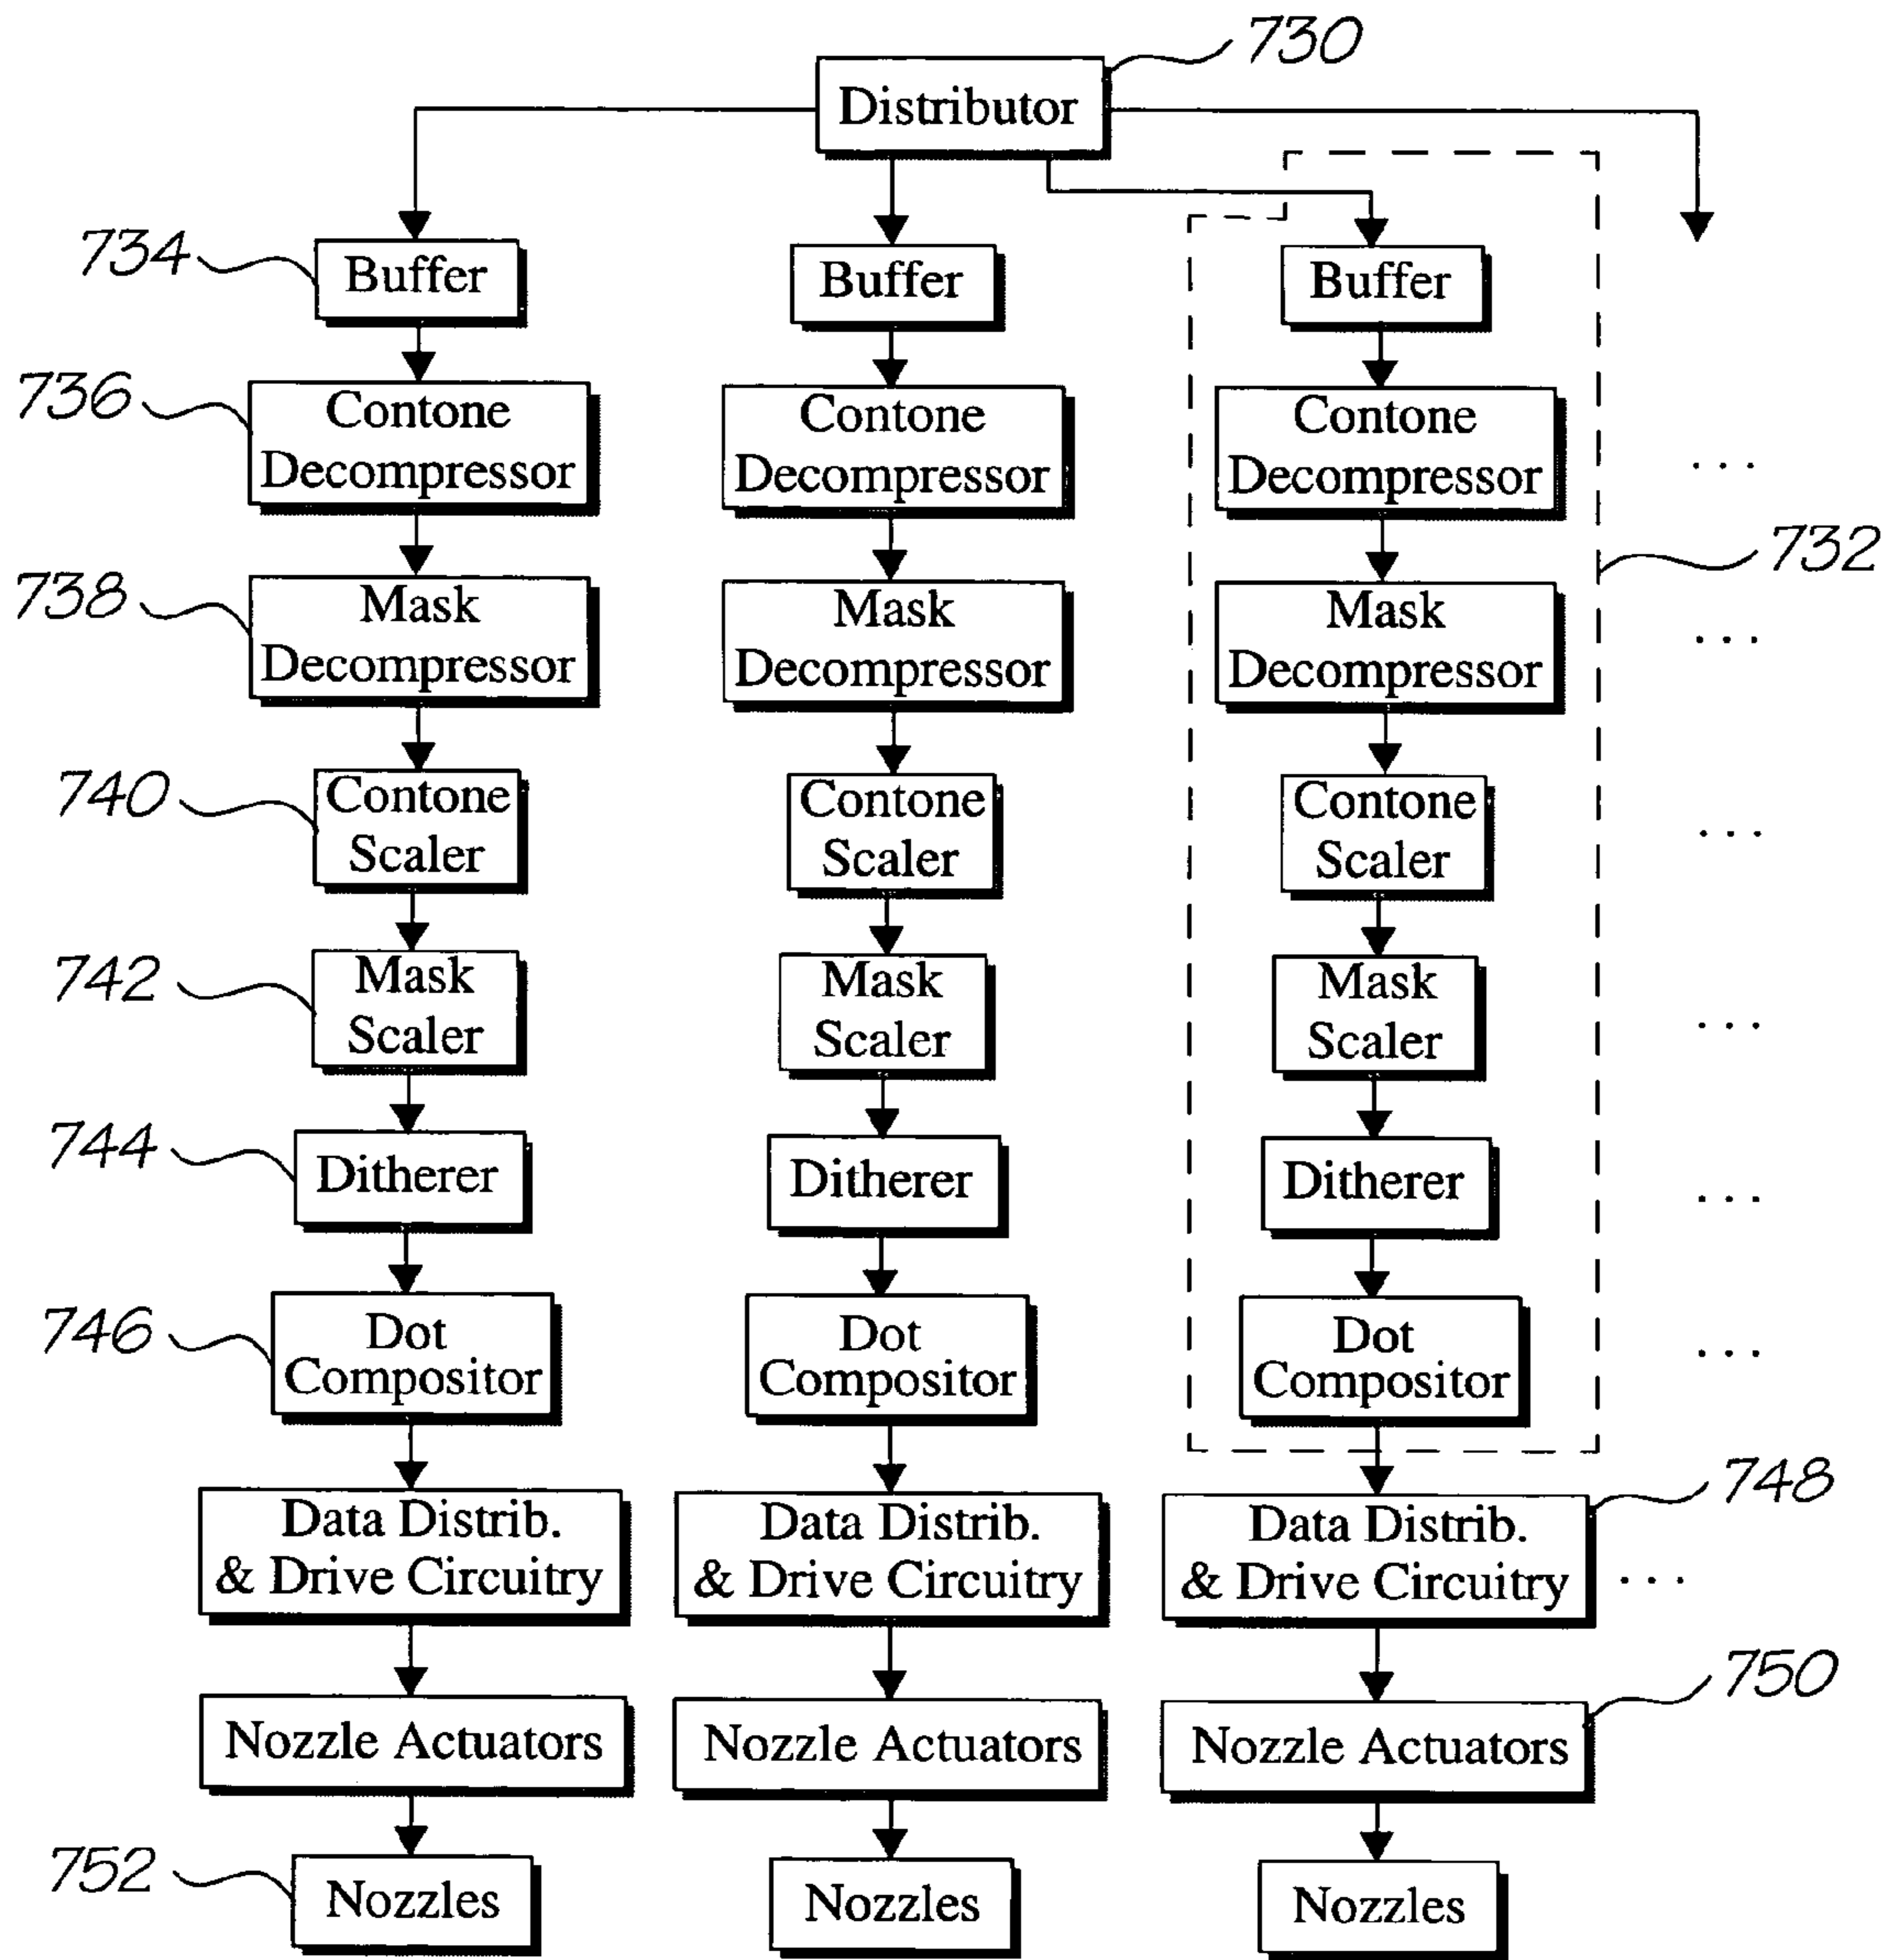 730
Distributor
734
Buffer
Buffer
Buffer
736
Contone
Decompressor
Contone
Decompressor
Contone
Decompressor
...
732
738
Mask
Decompressor
Mask
Decompressor
Mask
Decompressor
...
740
Contone
Scaler
Contone
Scaler
Contone
Scaler
...
742
Mask
Scaler
Mask
Scaler
Mask
Scaler
...
744
Ditherer
Ditherer
Ditherer
...
746
Dot
Compositor
Dot
Compositor
Dot
Compositor
...
748
Data Distrib.
& Drive Circuitry
Data Distrib.
& Drive Circuitry
Data Distrib.
& Drive Circuitry
...
750
Nozzle Actuators
Nozzle Actuators
Nozzle Actuators
752
Nozzles
Nozzles
Nozzles